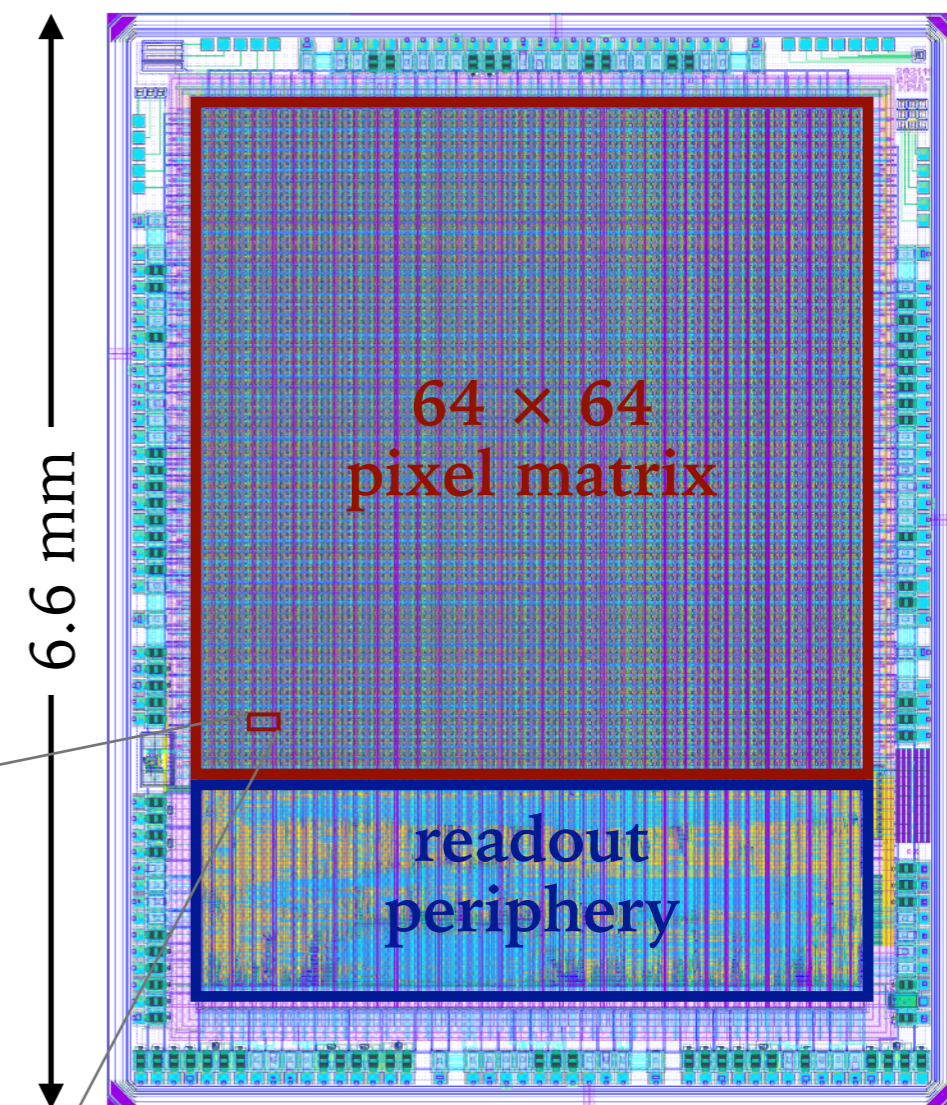 6.6 mm
64 × 64
pixel matrix
readout
periphery